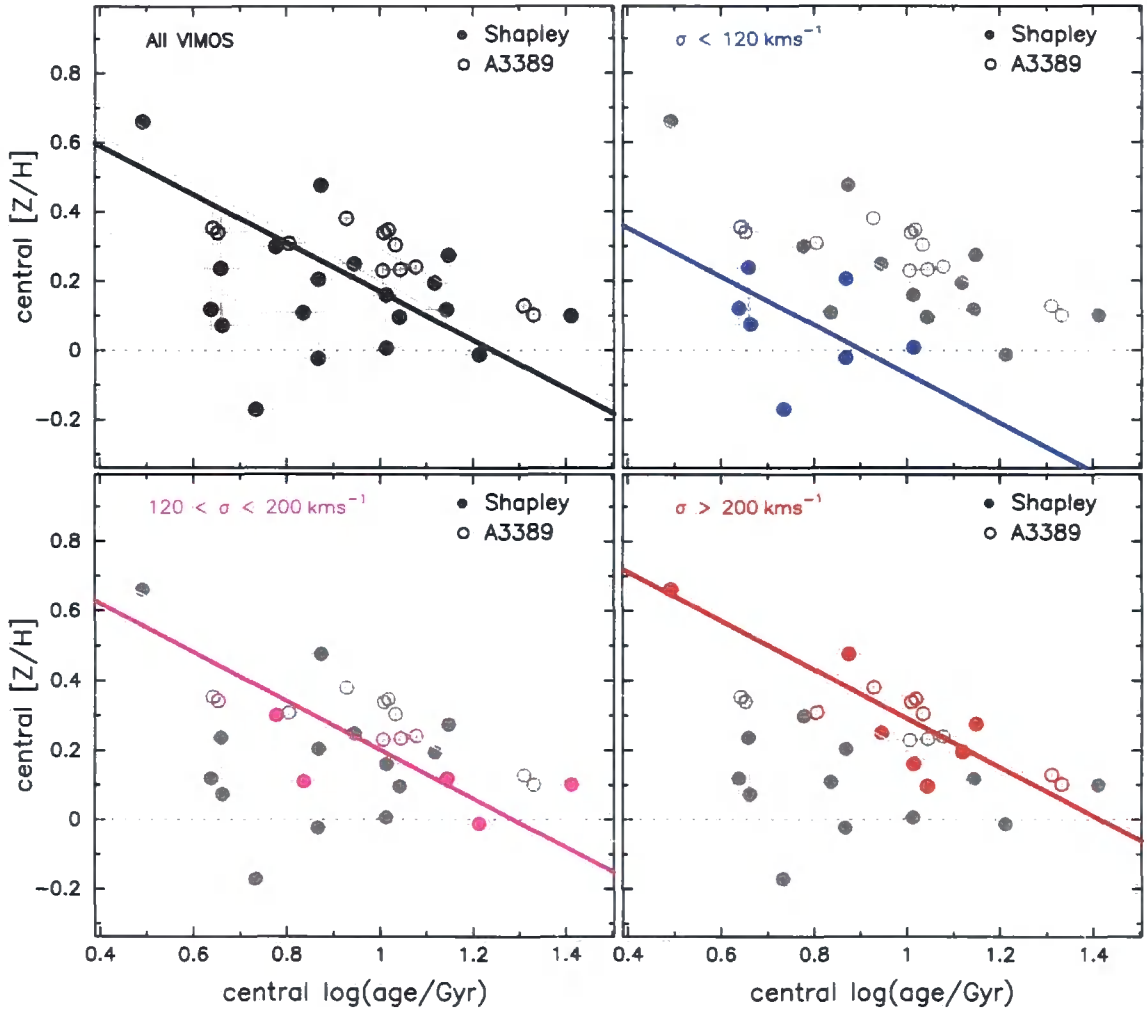 All VIMOS
Shapley
A3389
σ < 120 kms⁻¹
Shapley
A3389
0.8
0.6
0.4
0.2
0
−0.2
central [Z/H]
120 < σ < 200 kms⁻¹
Shapley
A3389
σ > 200 kms⁻¹
Shapley
A3389
0.8
0.6
0.4
0.2
0
−0.2
central [Z/H]
0.4 0.6 0.8 1 1.2 1.4
0.4 0.6 0.8 1 1.2 1.4
central log(age/Gyr)
central log(age/Gyr)